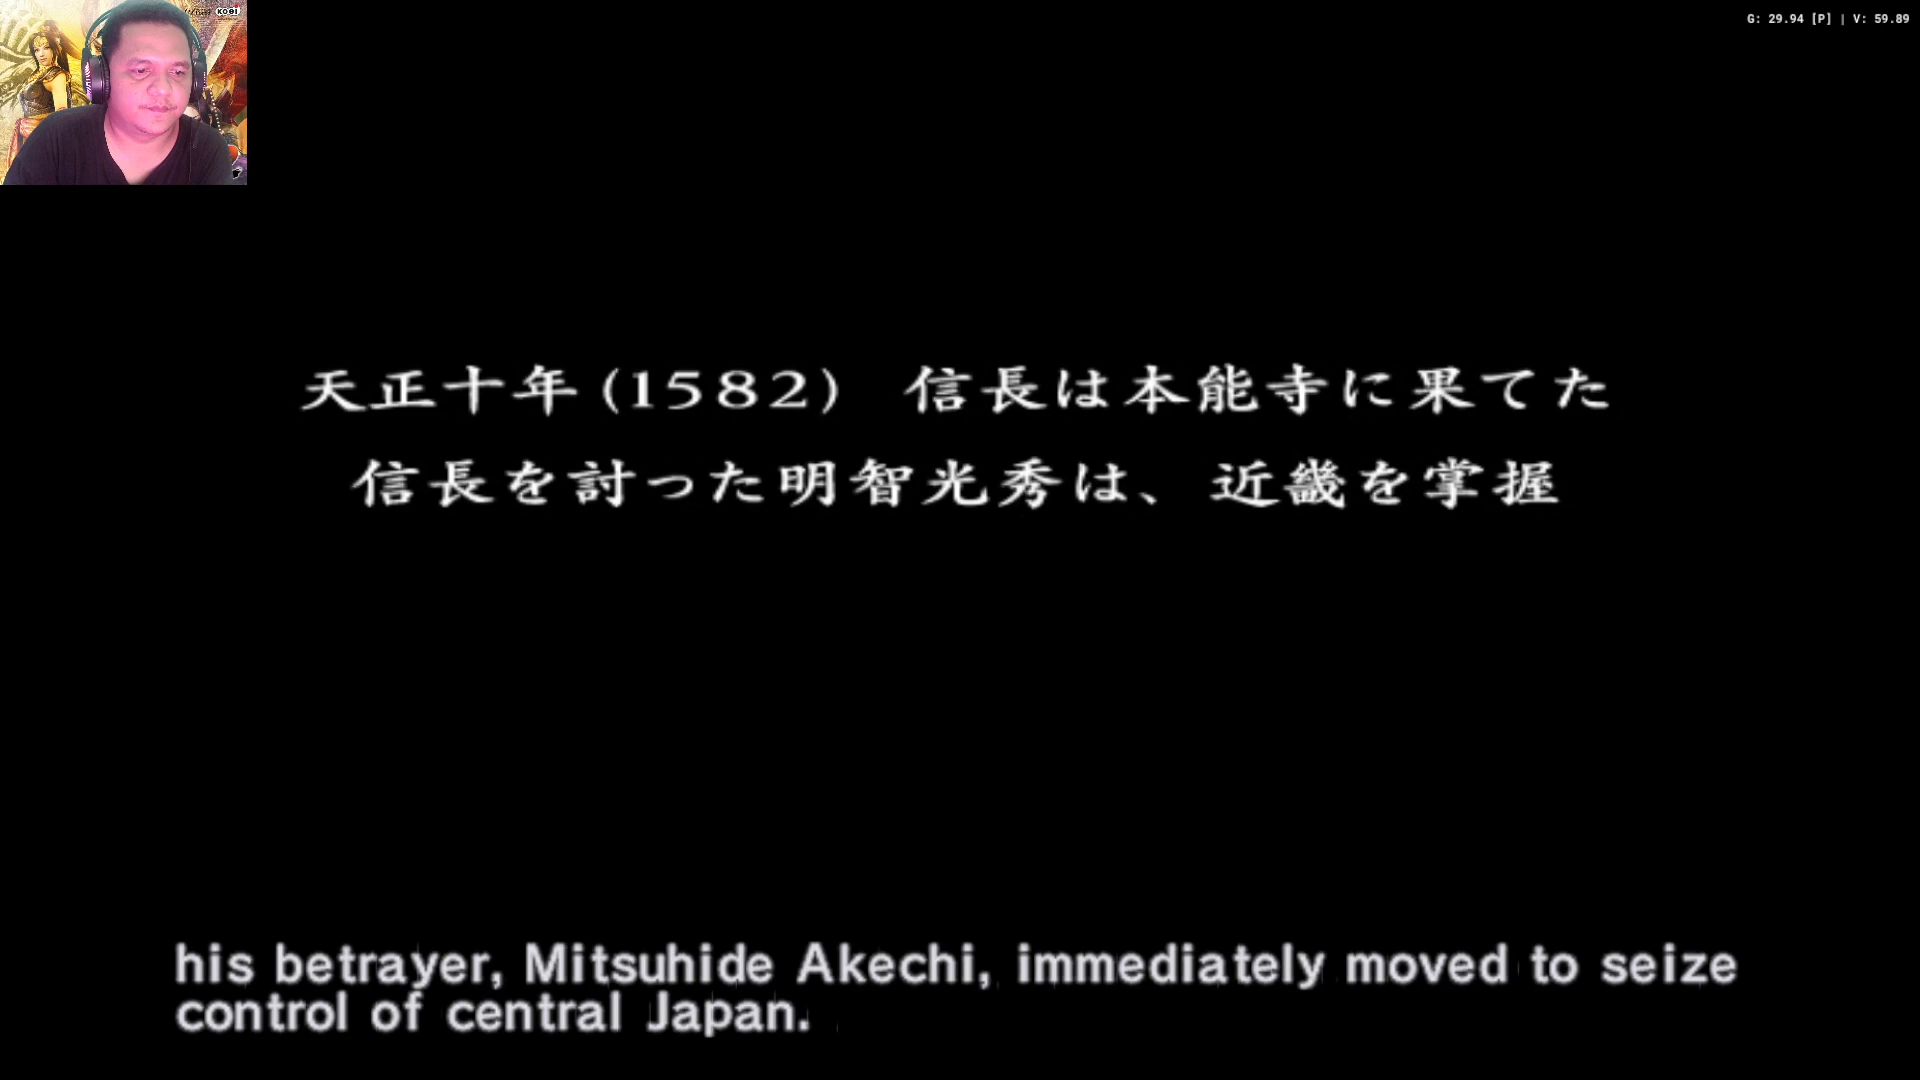 KOEI
G: 29.94 [P] | V: 59.89
天正十年(1582) 信長は本能寺に果てた
信長を討った明智光秀は、近畿を掌握
his betrayer, Mitsuhide Akechi, immediately moved to seize
control of central Japan.